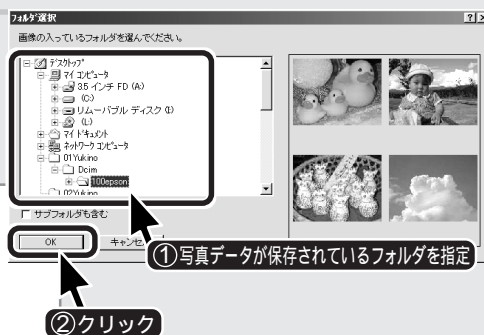 フォルダ選択
画像の入っているフォルダを選んでください。
デスクトップ
マイ コンピュータ
3.5 インチ FD (A:)
(C:)
リムーバブル ディスク (I:)
(L:)
マイ ドキュメント
ネットワーク コンピュータ
01Yukino
Dcim
100epson
02Yukino
サブフォルダも含む
OK
キャンセ
①写真データが保存されているフォルダを指定
②クリック